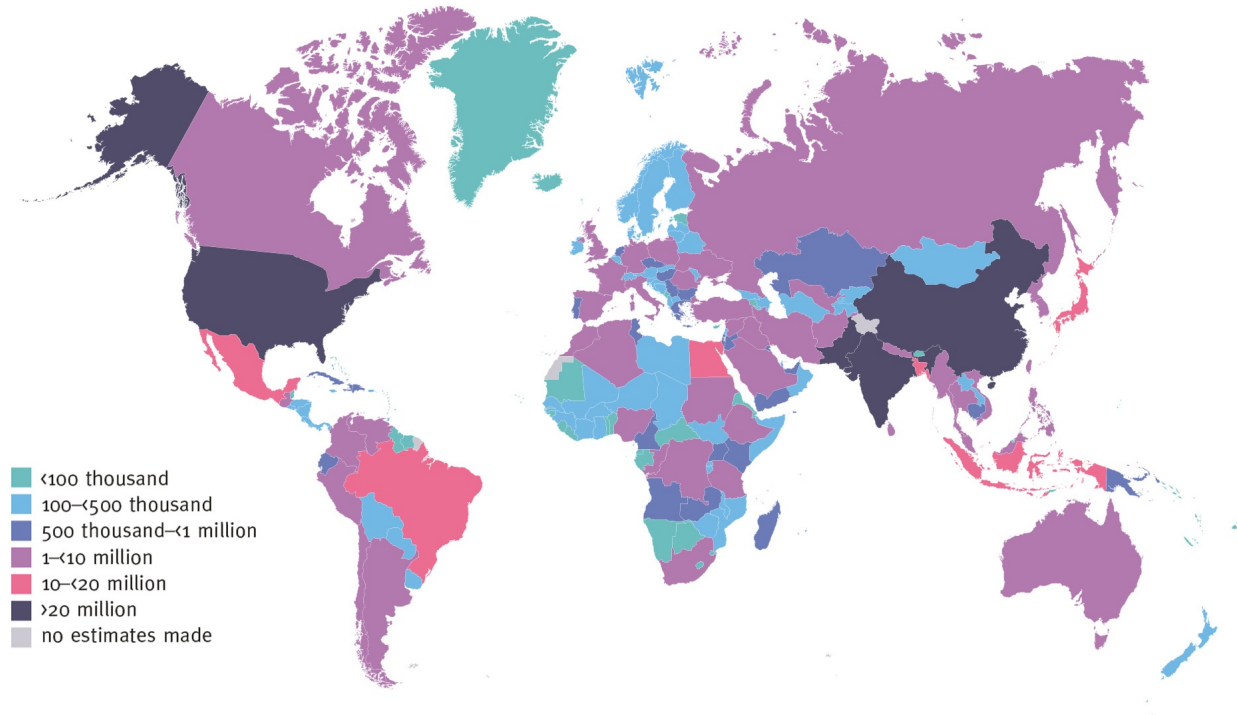 <100 thousand
100–<500 thousand
500 thousand–<1 million
1–<10 million
10–<20 million
>20 million
no estimates made